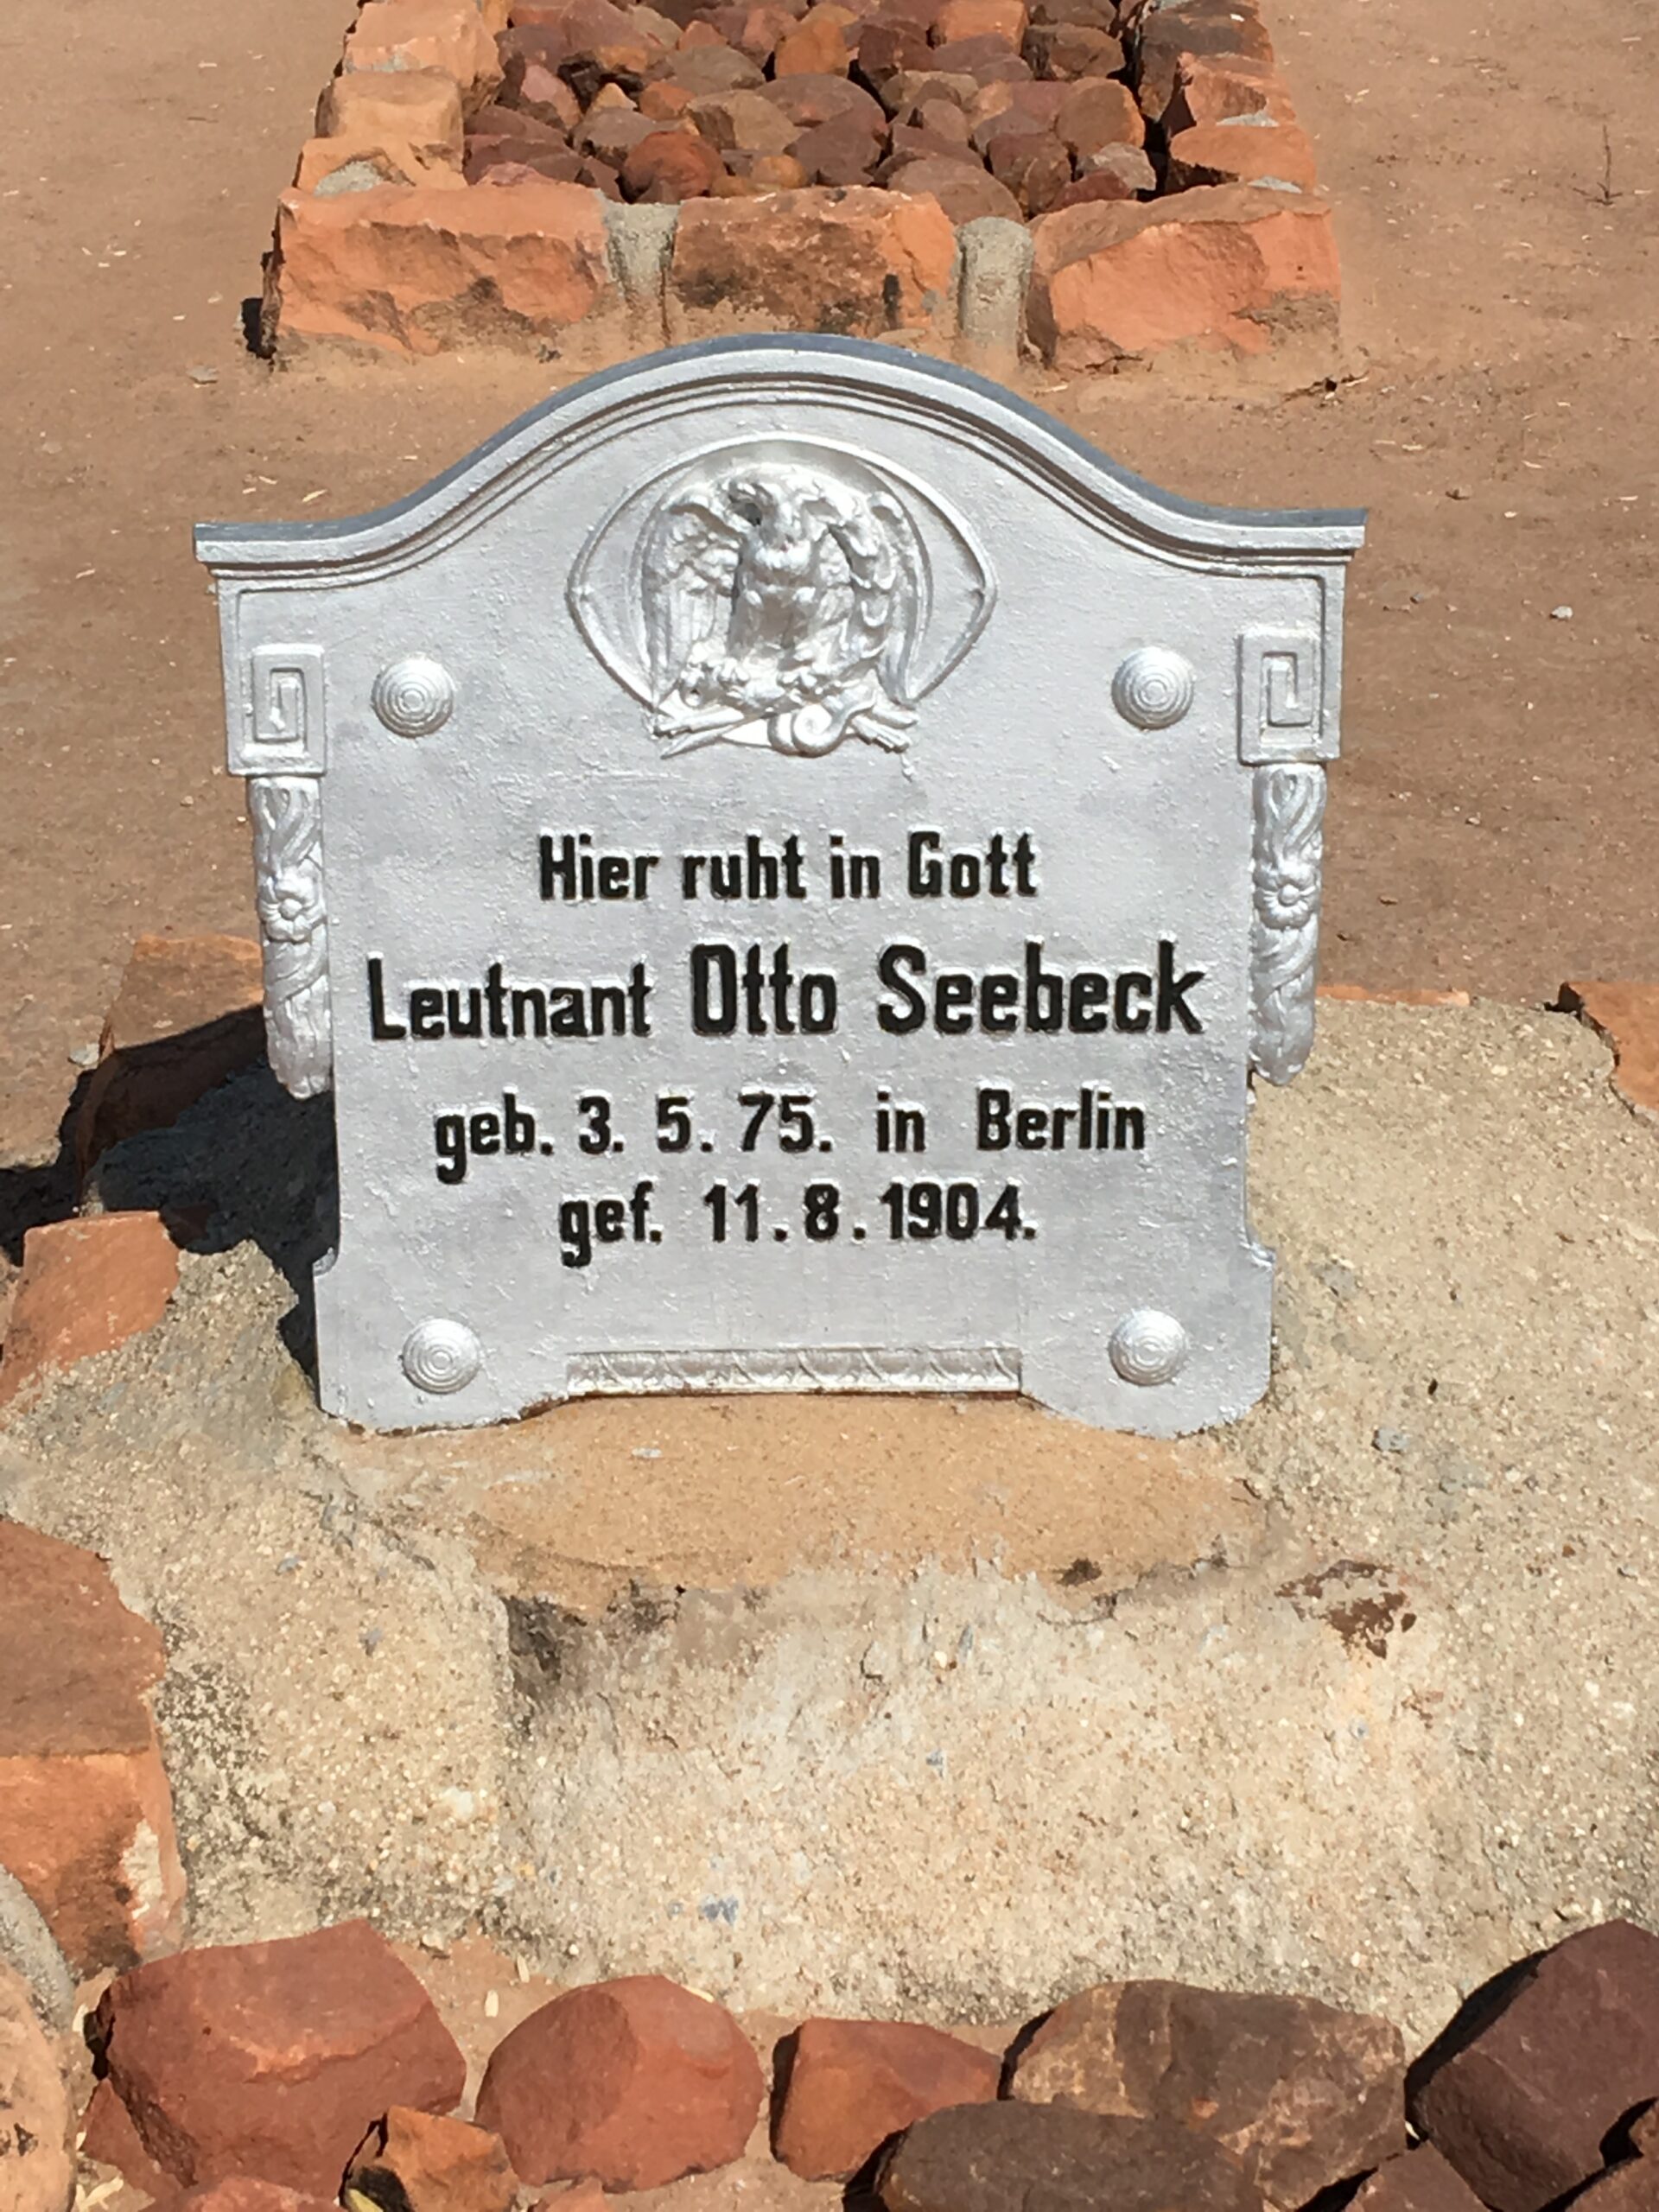 Hier ruht in Gott
Leutnant Otto Seebeck
geb. 3. 5. 75. in Berlin
gef. 11. 8. 1904.